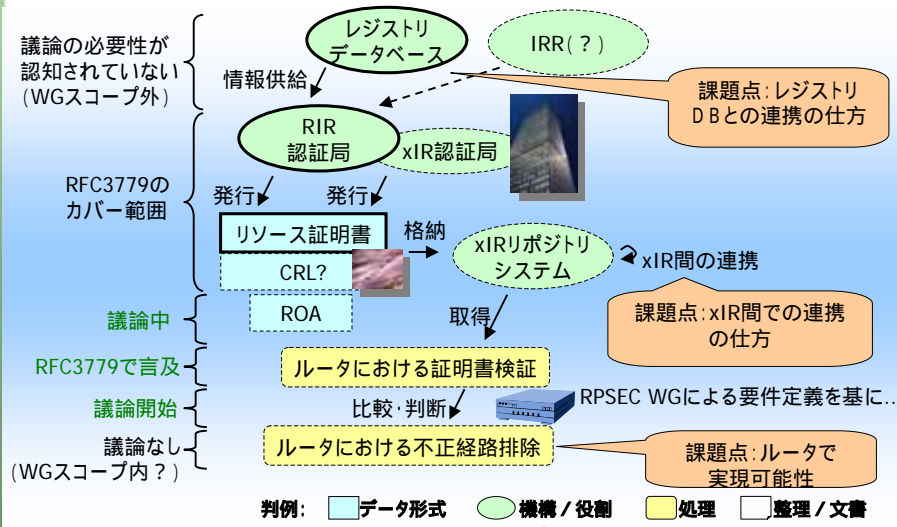 議論の必要性が
認知されていない
(WGスコープ外)
レジストリ
データベース
IRR(？)
情報供給
課題点:レジストリ
DBとの連携の仕方
RFC3779の
カバー範囲
RIR
認証局
xIR認証局
発行
発行
リソース証明書
格納
CRL?
xIRリポジトリ
システム
xIR間の連携
ROA
議論中
取得
課題点:xIR間での連携
の仕方
RFC3779で言及
ルータにおける証明書検証
議論開始
比較・判断
RPSEC WGによる要件定義を基に..
議論なし
(WGスコープ内？)
ルータにおける不正経路排除
課題点:ルータで
実現可能性
判例:
データ形式
機構/役割
処理
整理/文書